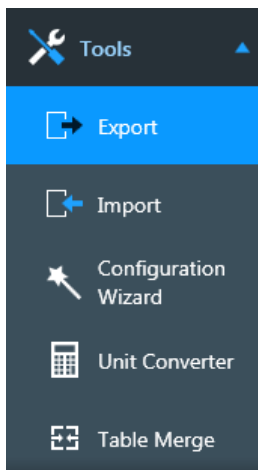 Tools
Export
Import
Configuration
Wizard
Unit Converter
Table Merge